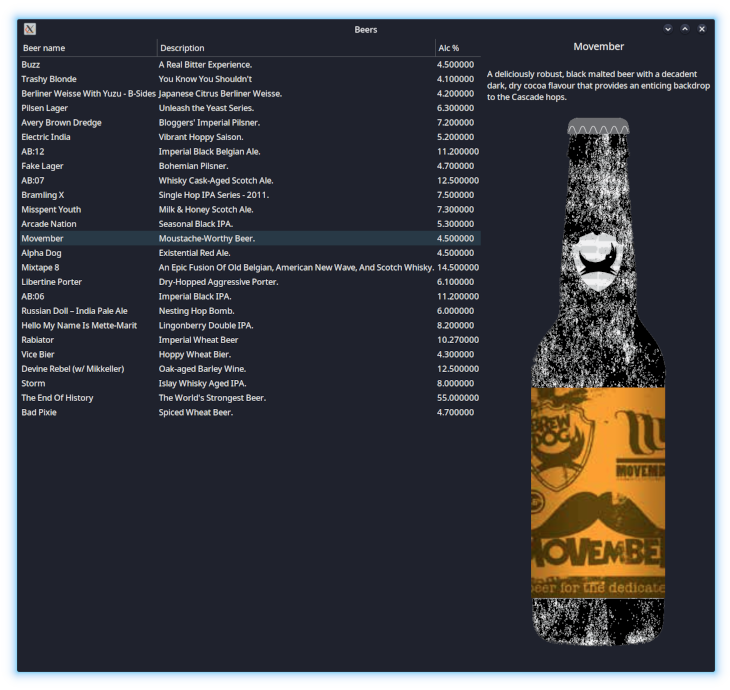 Beers
Beer name Description Alc %
Buzz A Real Bitter Experience. 4.500000
Trashy Blonde You Know You Shouldn't 4.100000
Berliner Weisse With Yuzu - B-Sides Japanese Citrus Berliner Weisse. 4.200000
Pilsen Lager Unleash the Yeast Series. 6.300000
Avery Brown Dredge Bloggers' Imperial Pilsner. 7.200000
Electric India Vibrant Hoppy Saison. 5.200000
AB:12 Imperial Black Belgian Ale. 11.200000
Fake Lager Bohemian Pilsner. 4.700000
AB:07 Whisky Cask-Aged Scotch Ale. 12.500000
Bramling X Single Hop IPA Series - 2011. 7.500000
Misspent Youth Milk & Honey Scotch Ale. 7.300000
Arcade Nation Seasonal Black IPA. 5.300000
Movember Moustache-Worthy Beer. 4.500000
Alpha Dog Existential Red Ale. 4.500000
Mixtape 8 An Epic Fusion Of Old Belgian, American New Wave, And Scotch Whisky. 14.500000
Libertine Porter Dry-Hopped Aggressive Porter. 6.100000
AB:06 Imperial Black IPA. 11.200000
Russian Doll – India Pale Ale Nesting Hop Bomb. 6.000000
Hello My Name Is Mette-Marit Lingonberry Double IPA. 8.200000
Rabiator Imperial Wheat Beer 10.270000
Vice Bier Hoppy Wheat Bier. 4.300000
Devine Rebel (w/ Mikkeller) Oak-aged Barley Wine. 12.500000
Storm Islay Whisky Aged IPA. 8.000000
The End Of History The World's Strongest Beer. 55.000000
Bad Pixie Spiced Wheat Beer. 4.700000
Movember
A deliciously robust, black malted beer with a decadent
dark, dry cocoa flavour that provides an enticing backdrop
to the Cascade hops.
BREW
DOG
MOVEMB
MOVEMBE
beer for the dedicate